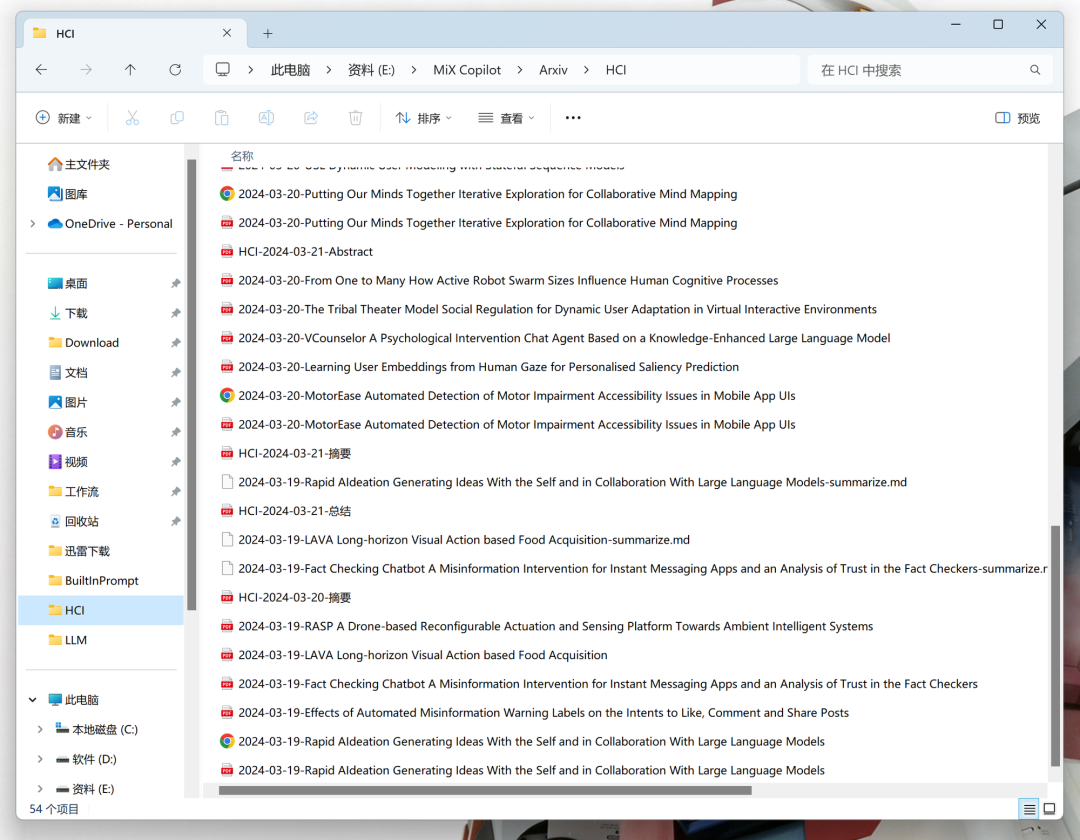 HCI
此电脑 资料 (E:) MiX Copilot Arxiv HCI
在 HCI 中搜索
新建 排序 查看 预览
主文件夹
图库
OneDrive - Personal
桌面
下载
Download
文档
图片
音乐
视频
工作流
回收站
迅雷下载
BuiltInPrompt
HCI
LLM
此电脑
本地磁盘 (C:)
软件 (D:)
资料 (E:)
名称
2024-03-20-USE Dynamic User Modeling with Stateful Sequence Models
2024-03-20-Putting Our Minds Together Iterative Exploration for Collaborative Mind Mapping
2024-03-20-Putting Our Minds Together Iterative Exploration for Collaborative Mind Mapping
HCI-2024-03-21-Abstract
2024-03-20-From One to Many How Active Robot Swarm Sizes Influence Human Cognitive Processes
2024-03-20-The Tribal Theater Model Social Regulation for Dynamic User Adaptation in Virtual Interactive Environments
2024-03-20-VCounselor A Psychological Intervention Chat Agent Based on a Knowledge-Enhanced Large Language Model
2024-03-20-Learning User Embeddings from Human Gaze for Personalised Saliency Prediction
2024-03-20-MotorEase Automated Detection of Motor Impairment Accessibility Issues in Mobile App UIs
2024-03-20-MotorEase Automated Detection of Motor Impairment Accessibility Issues in Mobile App UIs
HCI-2024-03-21-摘要
2024-03-19-Rapid AIdeation Generating Ideas With the Self and in Collaboration With Large Language Models-summarize.md
HCI-2024-03-21-总结
2024-03-19-LAVA Long-horizon Visual Action based Food Acquisition-summarize.md
2024-03-19-Fact Checking Chatbot A Misinformation Intervention for Instant Messaging Apps and an Analysis of Trust in the Fact Checkers-summarize.
HCI-2024-03-20-摘要
2024-03-19-RASP A Drone-based Reconfigurable Actuation and Sensing Platform Towards Ambient Intelligent Systems
2024-03-19-LAVA Long-horizon Visual Action based Food Acquisition
2024-03-19-Fact Checking Chatbot A Misinformation Intervention for Instant Messaging Apps and an Analysis of Trust in the Fact Checkers
2024-03-19-Effects of Automated Misinformation Warning Labels on the Intents to Like, Comment and Share Posts
2024-03-19-Rapid AIdeation Generating Ideas With the Self and in Collaboration With Large Language Models
2024-03-19-Rapid AIdeation Generating Ideas With the Self and in Collaboration With Large Language Models
54 个项目